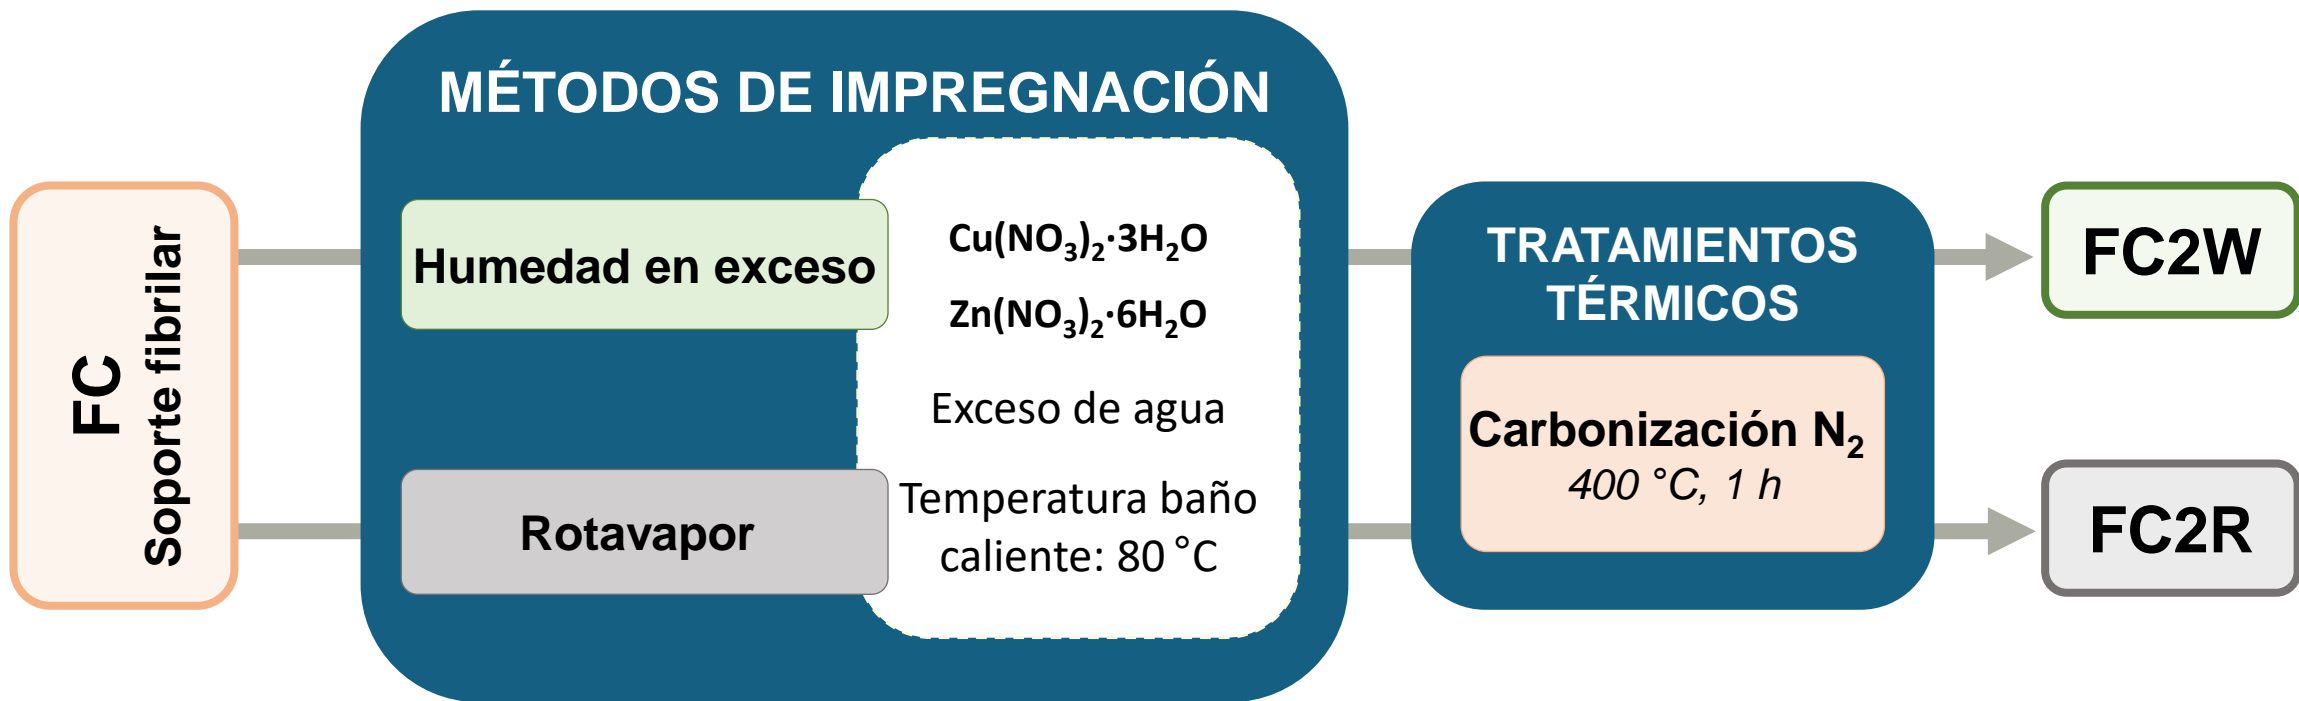 FC
Soporte fibrilar
MÉTODOS DE IMPREGNACIÓN
Humedad en exceso
Rotavapor
Cu(NO₃)₂·3H₂O
Zn(NO₃)₂·6H₂O
Exceso de agua
Temperatura baño
caliente: 80 °C
TRATAMIENTOS
TÉRMICOS
Carbonización N₂
400 °C, 1 h
FC2W
FC2R